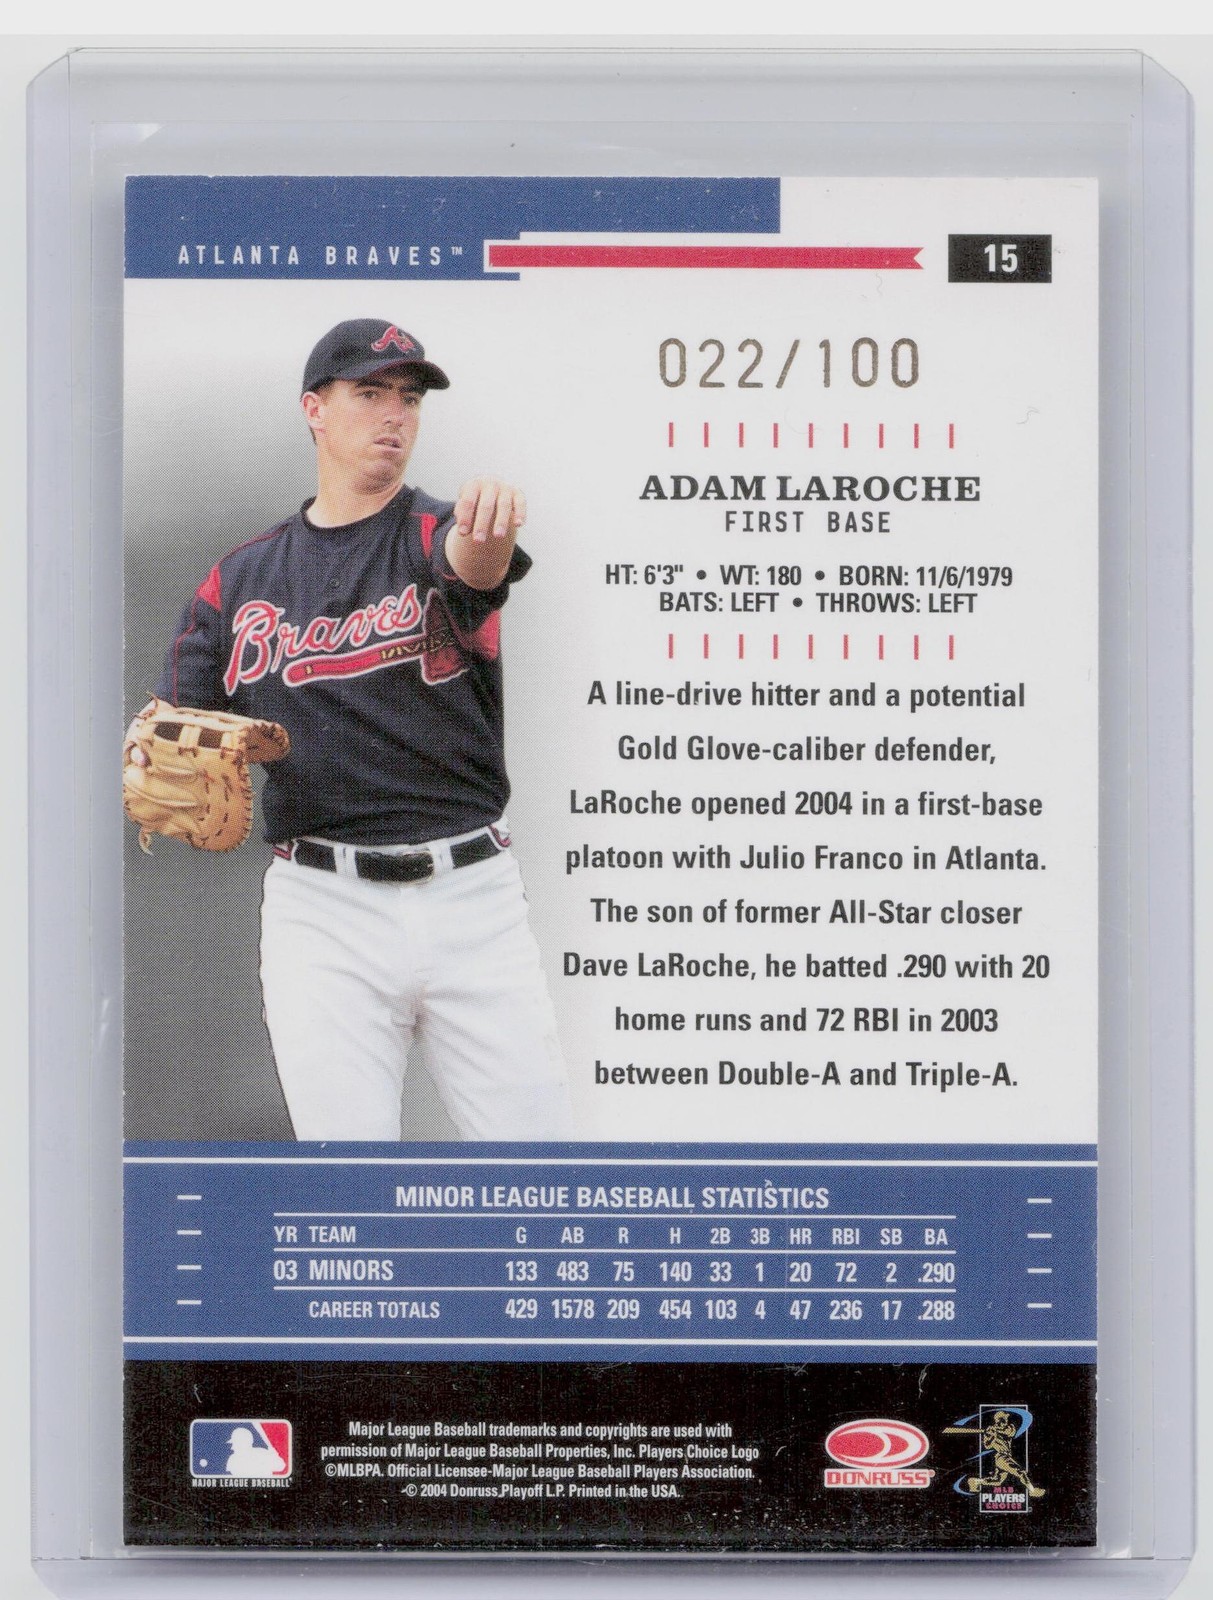 ATLANTA BRAVES™
15
022/100
ADAM LAROCHE
FIRST BASE
HT: 6'3" • WT: 180 • BORN: 11/6/1979
BATS: LEFT • THROWS: LEFT
Braves
A line-drive hitter and a potential
Gold Glove-caliber defender,
LaRoche opened 2004 in a first-base
platoon with Julio Franco in Atlanta.
The son of former All-Star closer
Dave LaRoche, he batted .290 with 20
home runs and 72 RBI in 2003
between Double-A and Triple-A.
MINOR LEAGUE BASEBALL STATISTICS
YR TEAM G AB R H 2B 3B HR RBI SB BA
03 MINORS 133 483 75 140 33 1 20 72 2 .290
CAREER TOTALS 429 1578 209 454 103 4 47 236 17 .288
MAJOR LEAGUE BASEBALL
Major League Baseball trademarks and copyrights are used with
permission of Major League Baseball Properties, Inc. Players Choice Logo
©MLBPA. Official Licensee-Major League Baseball Players Association.
© 2004 Donruss Playoff L.P. Printed in the USA.
DONRUSS®
MLB
PLAYERS
CHOICE